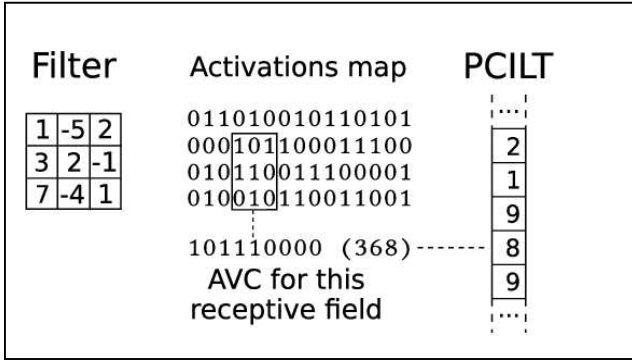 Filter
Activations map
PCILT
1 -5 2
3 2 -1
7 -4 1
011010010110101
000101100011100
010110011100001
010010110011001
101110000 (368)
AVC for this
receptive field
...
2
1
9
8
9
...